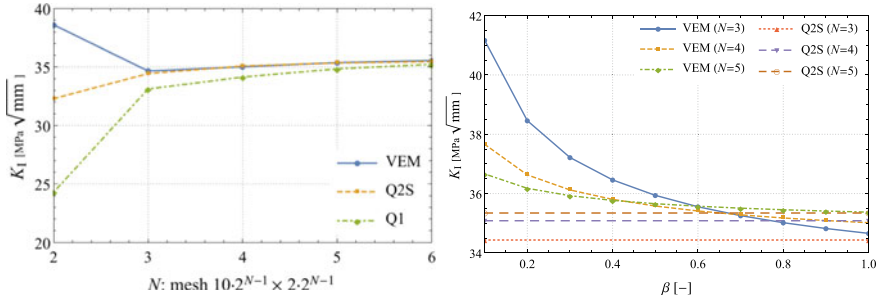 40
35
30
25
20
K_I [MPa √mm ]
VEM
Q2S
Q1
2 3 4 5 6
N: mesh 10·2^{N−1} × 2·2^{N−1}
42
40
38
36
34
K_I [MPa √mm ]
VEM (N=3) Q2S (N=3)
VEM (N=4) Q2S (N=4)
VEM (N=5) Q2S (N=5)
0.2 0.4 0.6 0.8 1.0
β [-]